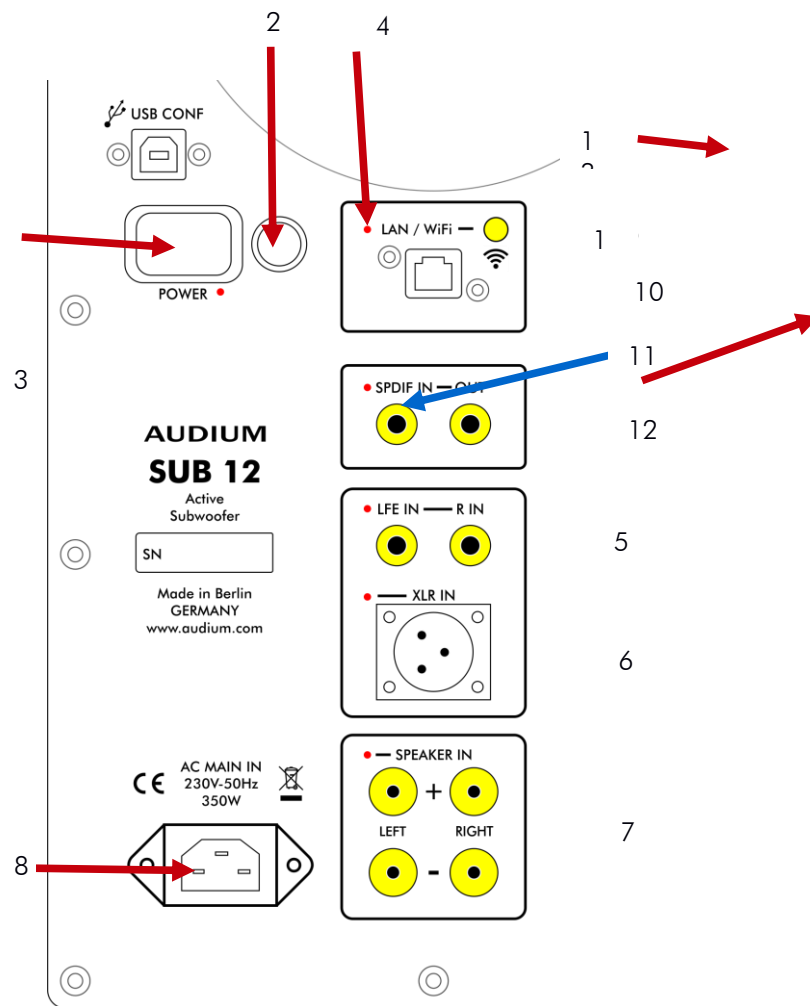 2
4
USB CONF
1
LAN / WiFi
1
POWER
10
3
11
SPDIF IN OUT
12
AUDIUM
SUB 12
Active
Subwoofer
LFE IN R IN
5
SN
Made in Berlin
GERMANY
www.audium.com
XLR IN
6
SPEAKER IN
AC MAIN IN
230V-50Hz
350W
CE
+
LEFT RIGHT
7
8
-